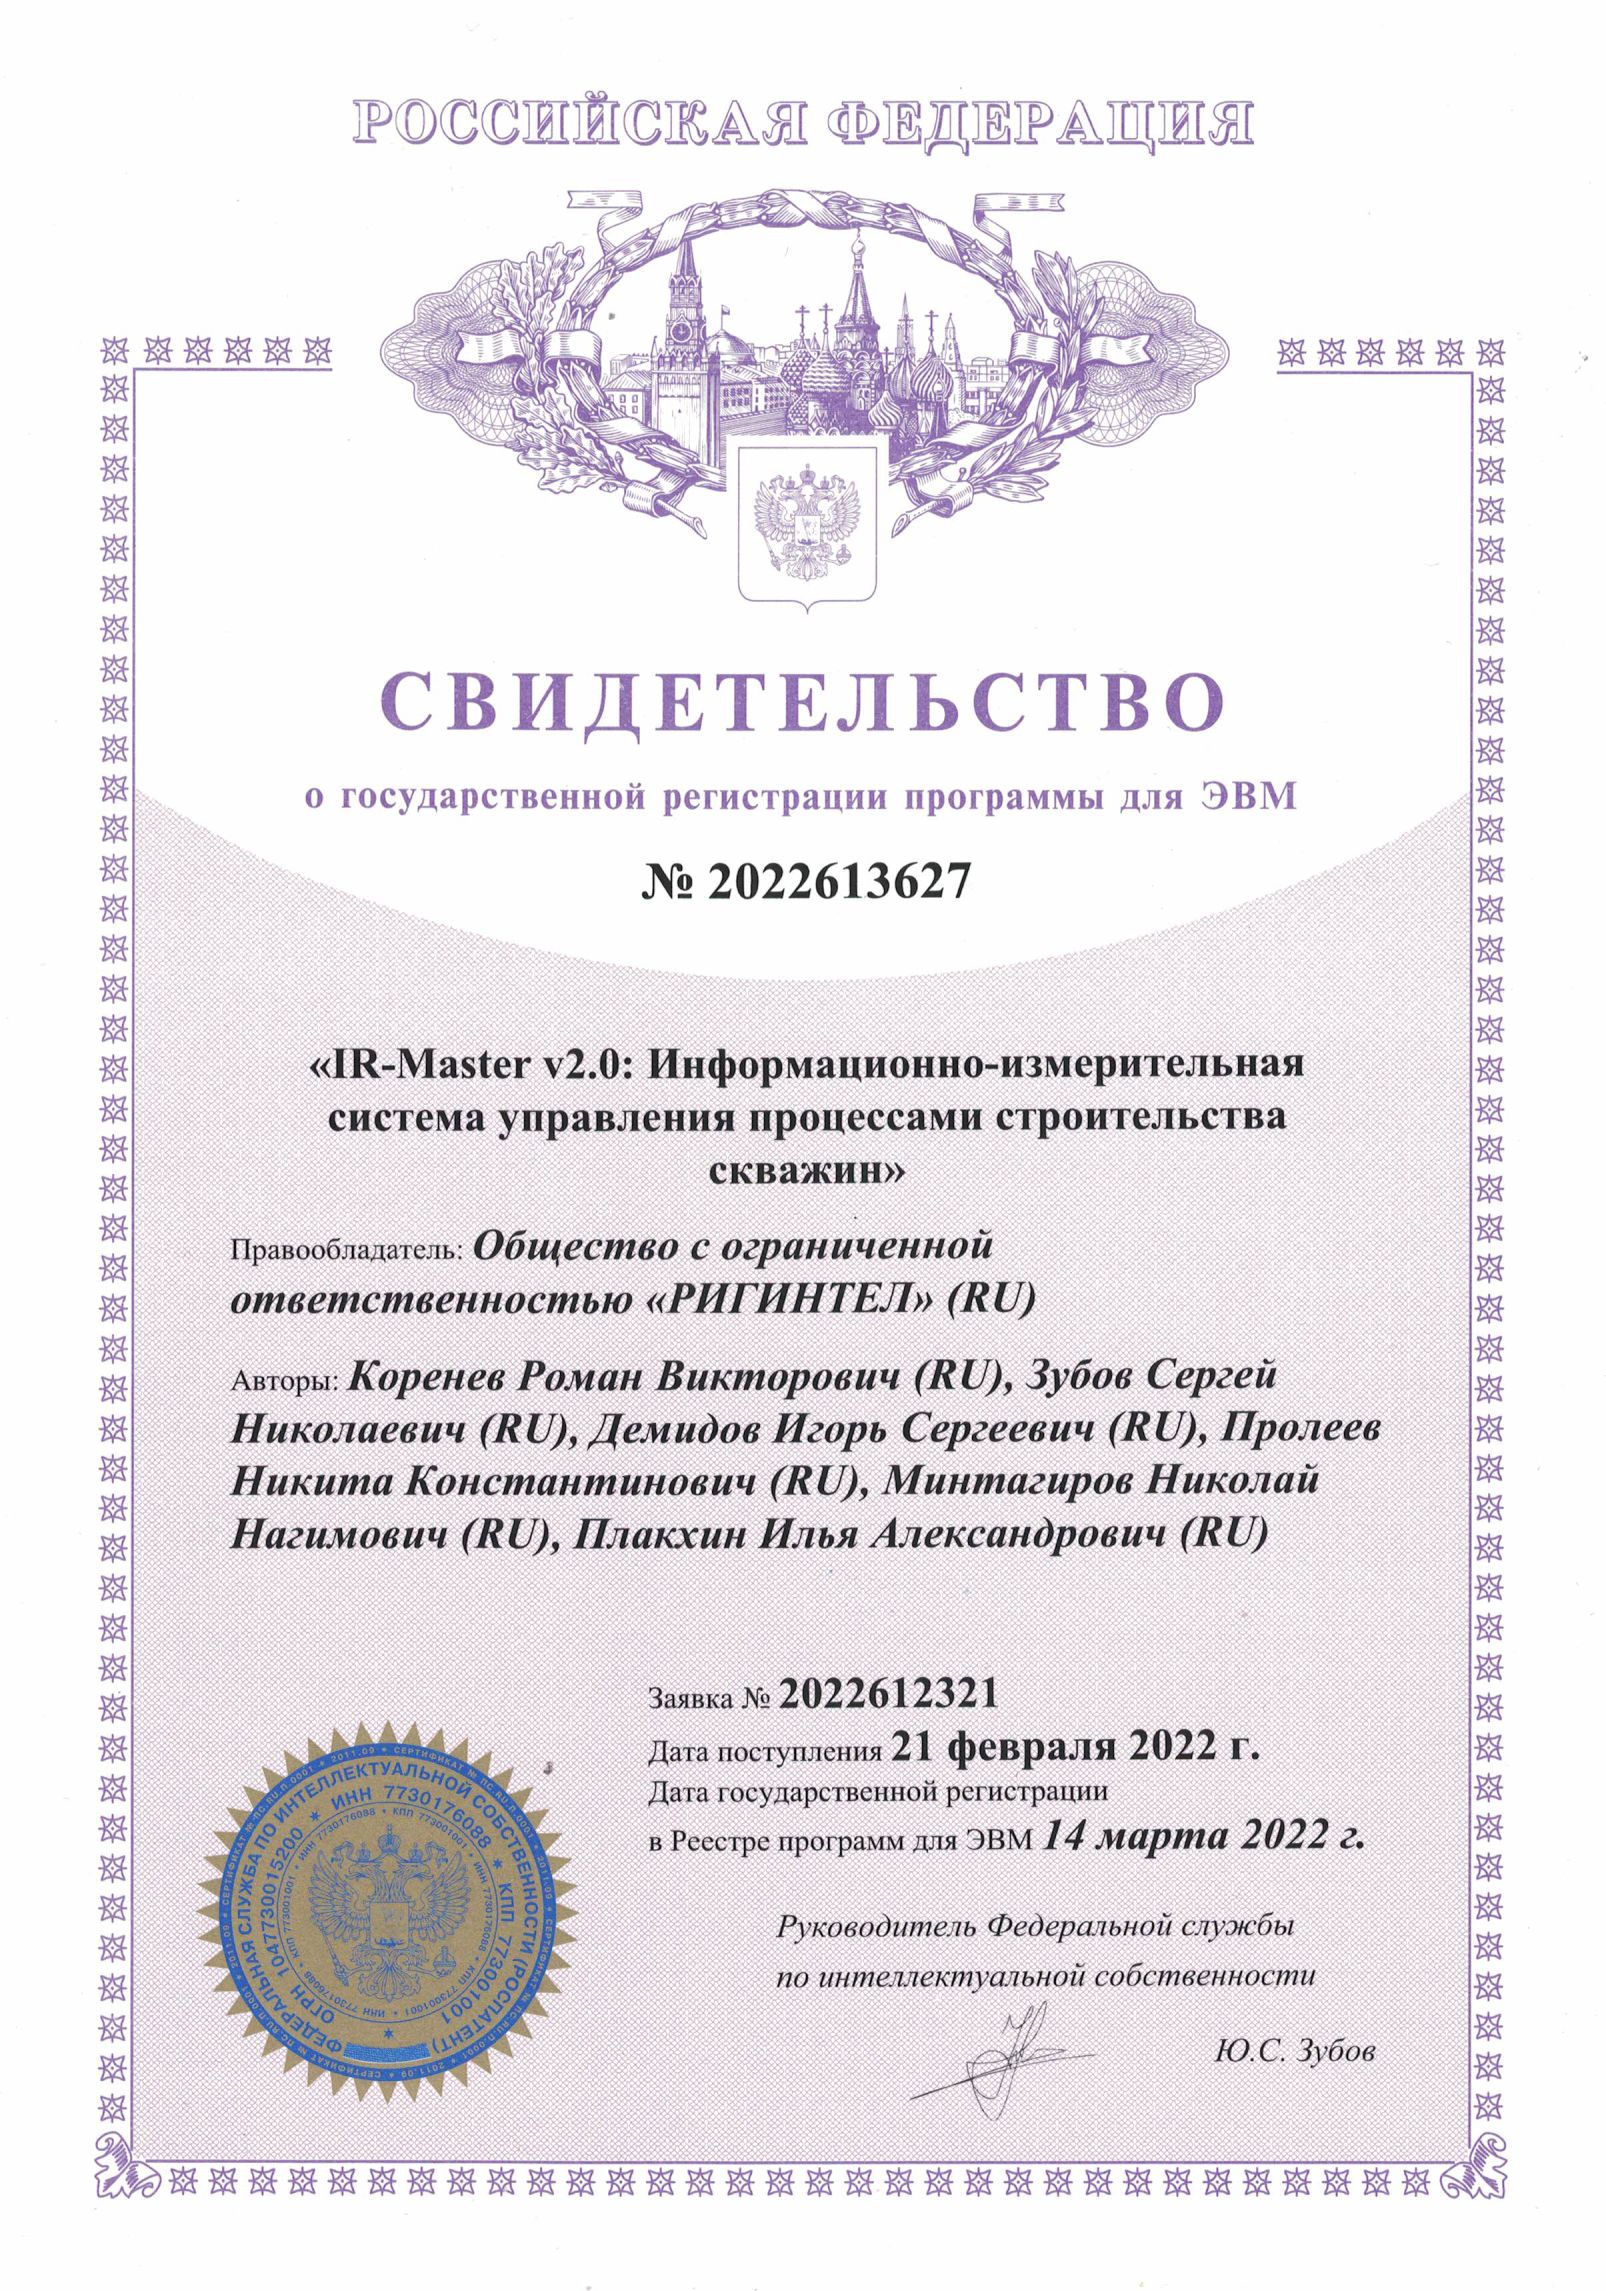 РОССИЙСКАЯ ФЕДЕРАЦИЯ
СВИДЕТЕЛЬСТВО
о государственной регистрации программы для ЭВМ
№ 2022613627
«IR-Master v2.0: Информационно-измерительная
система управления процессами строительства
скважин»
Правообладатель: Общество с ограниченной
ответственностью «РИГИНТЕЛ» (RU)
Авторы: Коренев Роман Викторович (RU), Зубов Сергей
Николаевич (RU), Демидов Игорь Сергеевич (RU), Пролеев
Никита Константинович (RU), Минтагиров Николай
Нагимович (RU), Плакхин Илья Александрович (RU)
Заявка № 2022612321
Дата поступления 21 февраля 2022 г.
Дата государственной регистрации
в Реестре программ для ЭВМ 14 марта 2022 г.
Руководитель Федеральной службы
по интеллектуальной собственности
Ю.С. Зубов
ФЕДЕРАЛЬНАЯ СЛУЖБА ПО ИНТЕЛЛЕКТУАЛЬНОЙ СОБСТВЕННОСТИ (РОСПАТЕНТ)
ОГРН 1047730015200 * ИНН 7730176088 * КПП 773001001